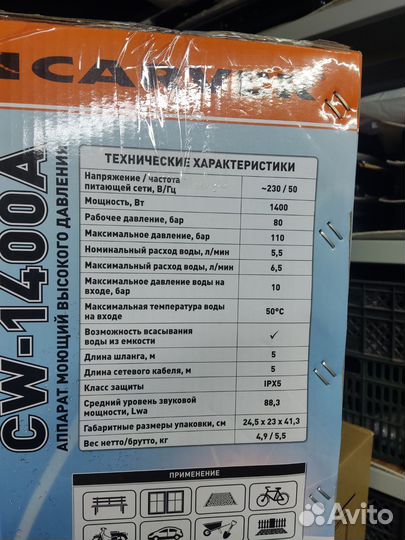 CARVER
CW-1400A
АППАРАТ МОЮЩИЙ ВЫСОКОГО ДАВЛЕНИЯ
ТЕХНИЧЕСКИЕ ХАРАКТЕРИСТИКИ
Напряжение / частота
питающей сети, В/Гц ~230 / 50
Мощность, Вт 1400
Рабочее давление, бар 80
Максимальное давление, бар 110
Номинальный расход воды, л/мин 5,5
Максимальный расход воды, л/мин 6,5
Максимальное давление воды на
входе, бар 10
Максимальная температура воды
на входе 50°С
Возможность всасывания
воды из емкости ✓
Длина шланга, м 5
Длина сетевого кабеля, м 5
Класс защиты IPX5
Средний уровень звуковой
мощности, Lwa 88,3
Габаритные размеры упаковки, см 24,5 х 23 х 41,3
Вес нетто/брутто, кг 4,9 / 5,5
ПРИМЕНЕНИЕ
Avito